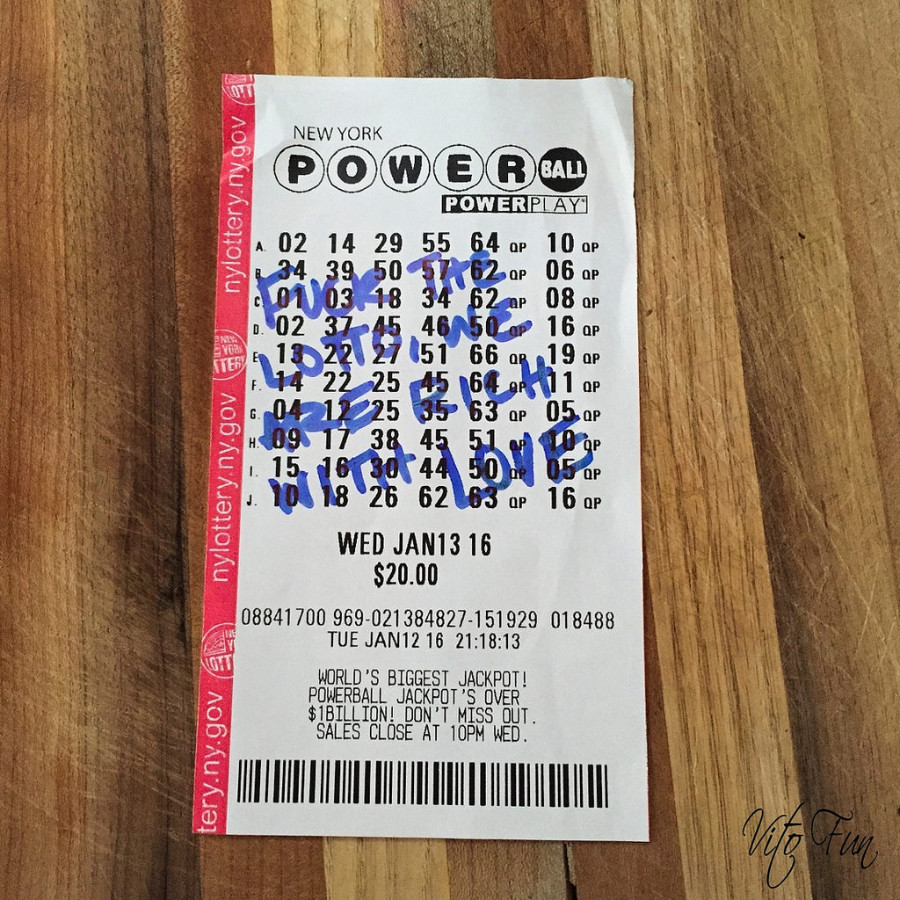 NEW YORK
POWERBALL
POWERPLAY
A. 02 14 29 55 64 QP 10 QP
B. 34 39 50 57 62 QP 06 QP
C. 01 03 18 34 62 QP 08 QP
D. 02 37 45 46 50 QP 16 QP
E. 13 22 27 51 66 QP 19 QP
F. 14 22 25 45 64 QP 11 QP
G. 04 12 25 35 63 QP 05 QP
H. 09 17 38 45 51 QP 10 QP
I. 15 16 30 44 50 QP 05 QP
J. 10 18 26 62 63 QP 16 QP
FUCK THE
LOTTO, WE
ARE RICH
WITH LOVE
WED JAN13 16
$20.00
08841700 969-021384827-151929 018488
TUE JAN12 16 21:18:13
WORLD'S BIGGEST JACKPOT!
POWERBALL JACKPOT'S OVER
$1BILLION! DON'T MISS OUT.
SALES CLOSE AT 10PM WED.
nylottery.ny.gov
nylottery.ny.gov
tery.ny.gov
Vito Fun